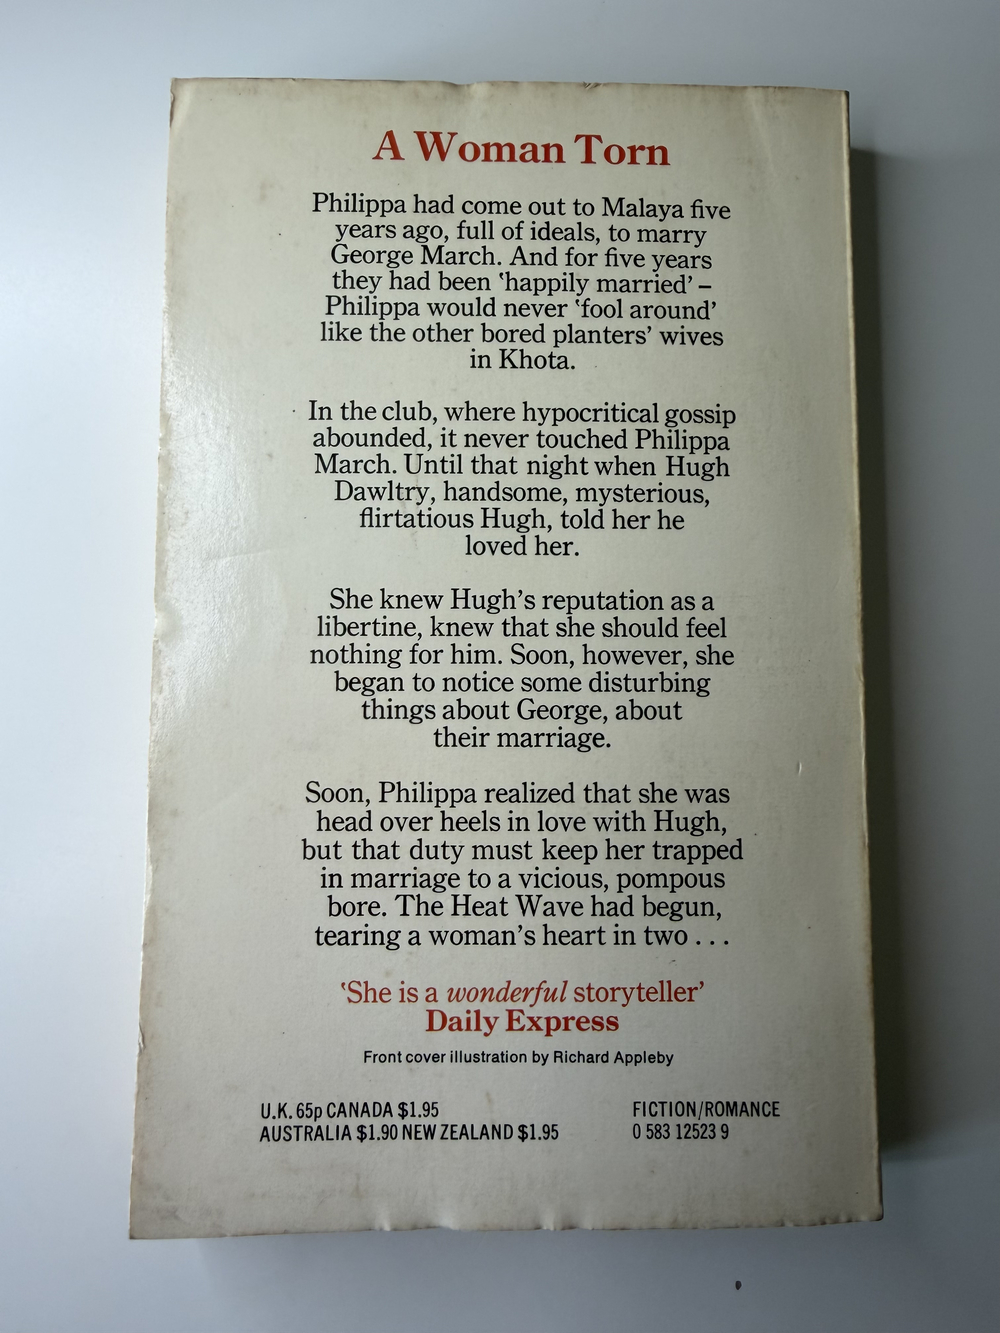 A Woman Torn
Philippa had come out to Malaya five
years ago, full of ideals, to marry
George March. And for five years
they had been ‘happily married’ –
Philippa would never ‘fool around’
like the other bored planters’ wives
in Khota.
In the club, where hypocritical gossip
abounded, it never touched Philippa
March. Until that night when Hugh
Dawltry, handsome, mysterious,
flirtatious Hugh, told her he
loved her.
She knew Hugh’s reputation as a
libertine, knew that she should feel
nothing for him. Soon, however, she
began to notice some disturbing
things about George, about
their marriage.
Soon, Philippa realized that she was
head over heels in love with Hugh,
but that duty must keep her trapped
in marriage to a vicious, pompous
bore. The Heat Wave had begun,
tearing a woman’s heart in two . . .
‘She is a wonderful storyteller’
Daily Express
Front cover illustration by Richard Appleby
U.K. 65p CANADA $1.95
AUSTRALIA $1.90 NEW ZEALAND $1.95
FICTION/ROMANCE
0 583 12523 9